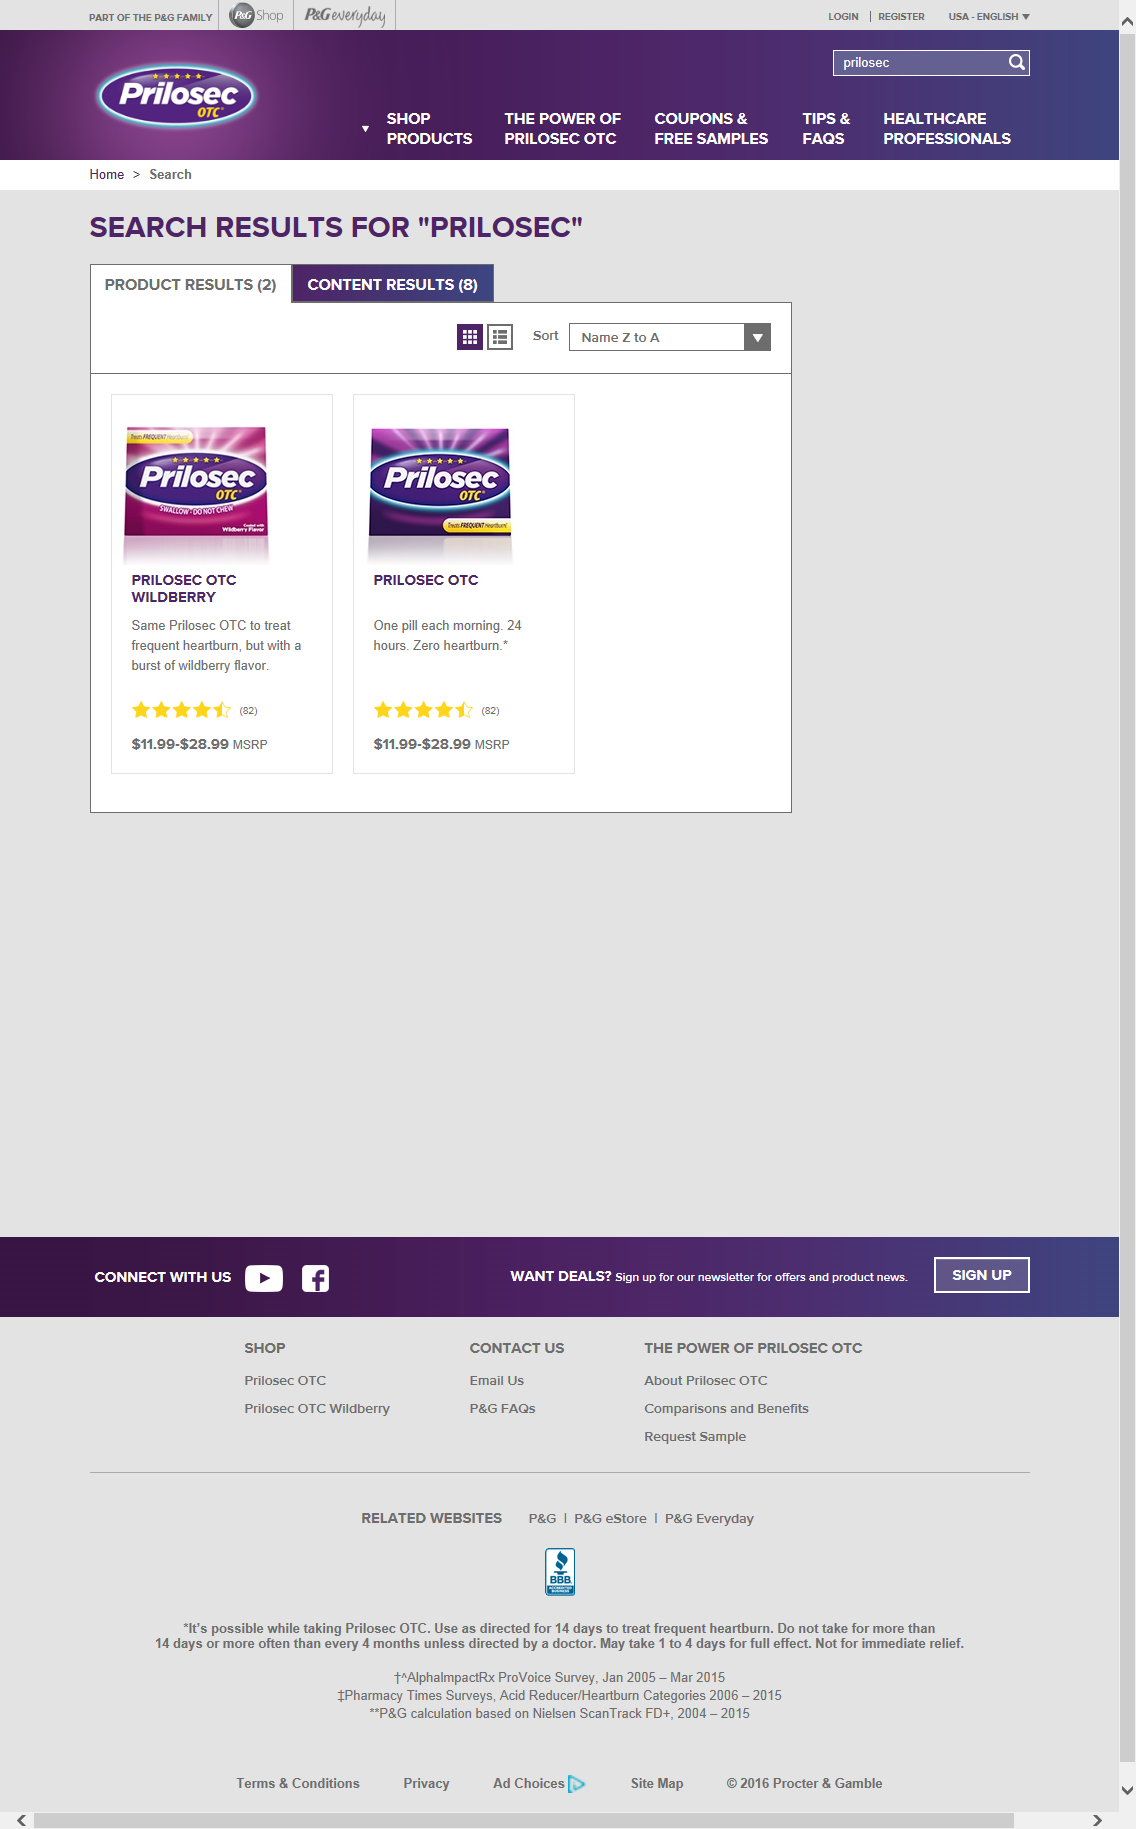 PART OF THE P&G FAMILY
P&G Shop
P&G everyday
LOGIN | REGISTER
USA - ENGLISH
Prilosec
OTC
prilosec
SHOP
PRODUCTS
THE POWER OF
PRILOSEC OTC
COUPONS &
FREE SAMPLES
TIPS &
FAQS
HEALTHCARE
PROFESSIONALS
Home > Search
SEARCH RESULTS FOR "PRILOSEC"
PRODUCT RESULTS (2)
CONTENT RESULTS (8)
Sort
Name Z to A
Treats FREQUENT Heartburn!
Prilosec
OTC
SWALLOW - DO NOT CHEW
Coated with
Wildberry Flavor
PRILOSEC OTC
WILDBERRY
Same Prilosec OTC to treat
frequent heartburn, but with a
burst of wildberry flavor.
(82)
$11.99-$28.99 MSRP
Prilosec
OTC
Treats FREQUENT Heartburn!
PRILOSEC OTC
One pill each morning. 24
hours. Zero heartburn.*
(82)
$11.99-$28.99 MSRP
CONNECT WITH US
WANT DEALS? Sign up for our newsletter for offers and product news.
SIGN UP
SHOP
Prilosec OTC
Prilosec OTC Wildberry
CONTACT US
Email Us
P&G FAQs
THE POWER OF PRILOSEC OTC
About Prilosec OTC
Comparisons and Benefits
Request Sample
RELATED WEBSITES P&G | P&G eStore | P&G Everyday
BBB
ACCREDITED
BUSINESS
*It's possible while taking Prilosec OTC. Use as directed for 14 days to treat frequent heartburn. Do not take for more than
14 days or more often than every 4 months unless directed by a doctor. May take 1 to 4 days for full effect. Not for immediate relief.
†^AlphaImpactRx ProVoice Survey, Jan 2005 – Mar 2015
‡Pharmacy Times Surveys, Acid Reducer/Heartburn Categories 2006 – 2015
**P&G calculation based on Nielsen ScanTrack FD+, 2004 – 2015
Terms & Conditions
Privacy
Ad Choices
Site Map
© 2016 Procter & Gamble